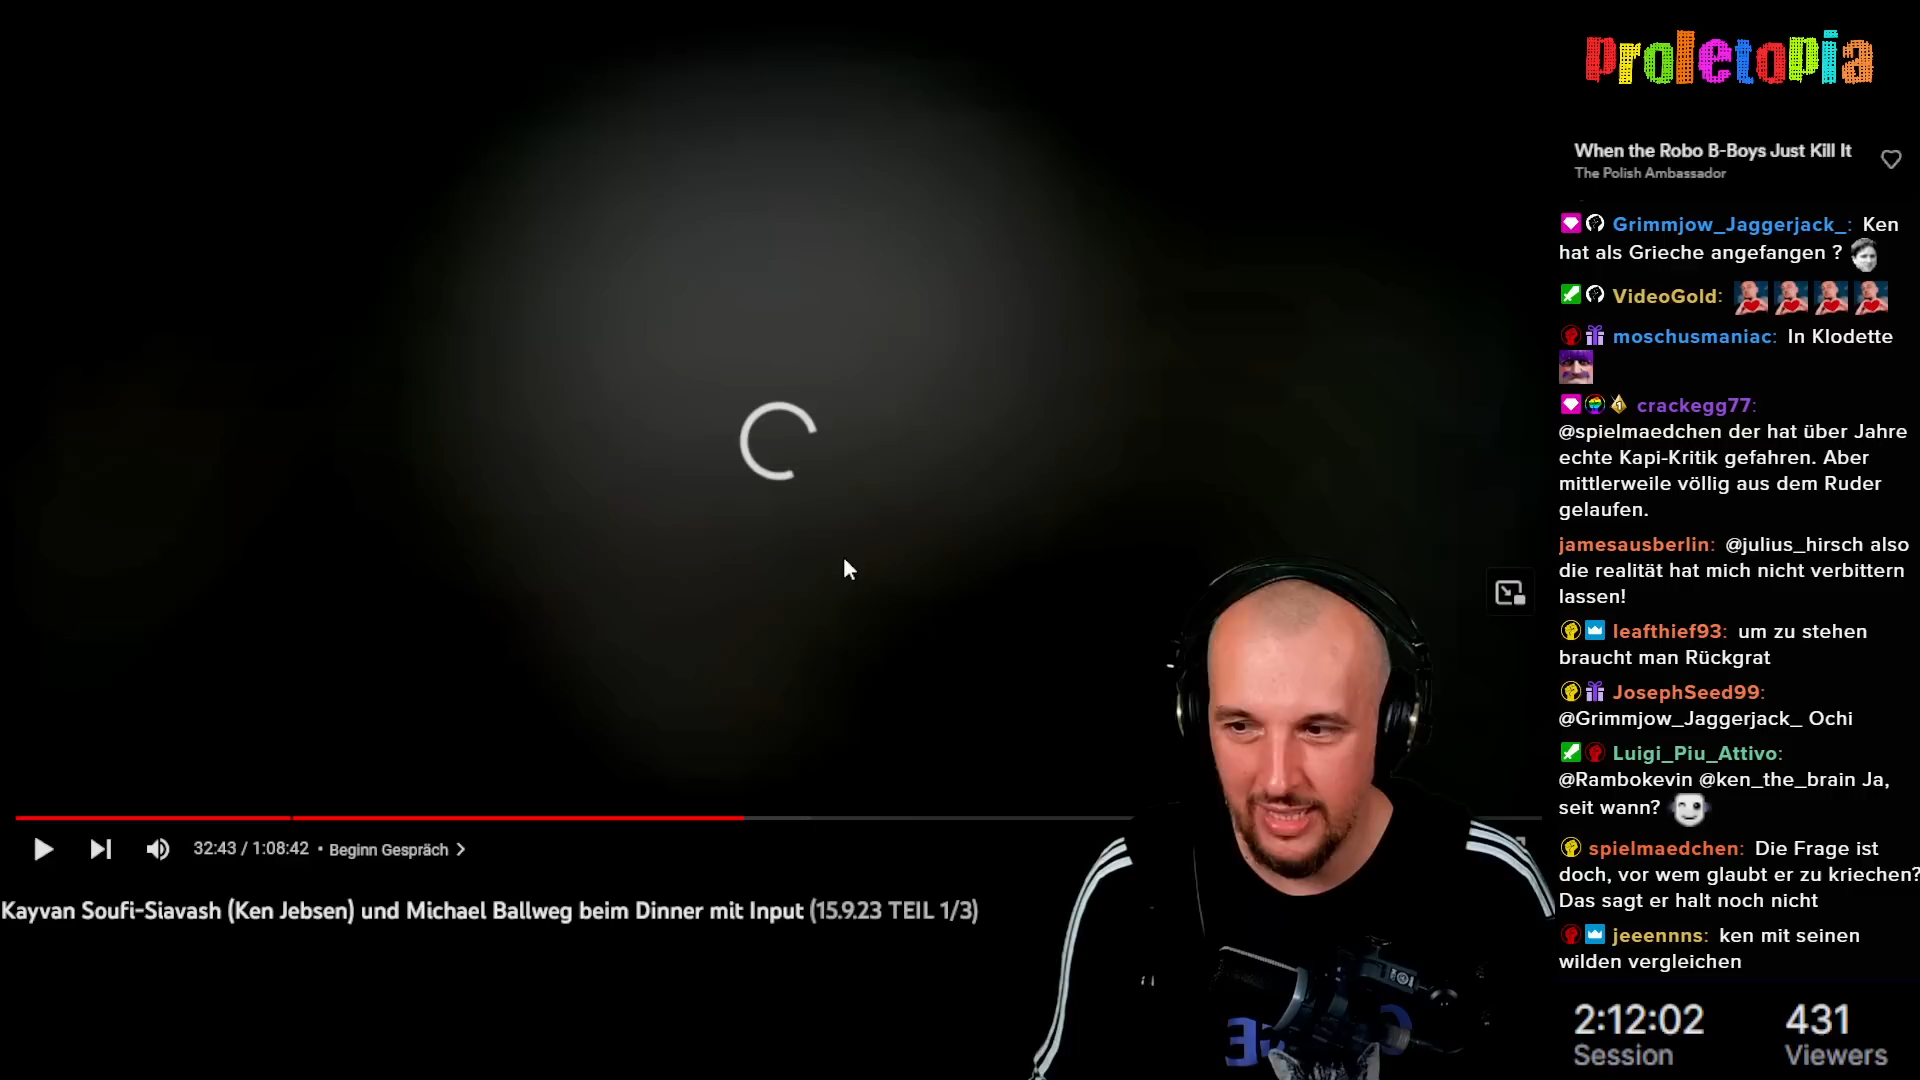 Proletopia
When the Robo B-Boys Just Kill It
The Polish Ambassador
Grimmjow_Jaggerjack_: Ken
hat als Grieche angefangen ?
VideoGold:
moschusmaniac: In Klodette
crackegg77:
@spielmaedchen der hat über Jahre
echte Kapi-Kritik gefahren. Aber
mittlerweile völlig aus dem Ruder
gelaufen.
jamesausberlin: @julius_hirsch also
die realität hat mich nicht verbittern
lassen!
leafthief93: um zu stehen
braucht man Rückgrat
JosephSeed99:
@Grimmjow_Jaggerjack_ Ochi
Luigi_Piu_Attivo:
@Rambokevin @ken_the_brain Ja,
seit wann?
spielmaedchen: Die Frage ist
doch, vor wem glaubt er zu kriechen?
Das sagt er halt noch nicht
jeeennns: ken mit seinen
wilden vergleichen
2:12:02
Session
431
Viewers
32:43 / 1:08:42 • Beginn Gespräch
Kayvan Soufi-Siavash (Ken Jebsen) und Michael Ballweg beim Dinner mit Input (15.9.23 TEIL 1/3)